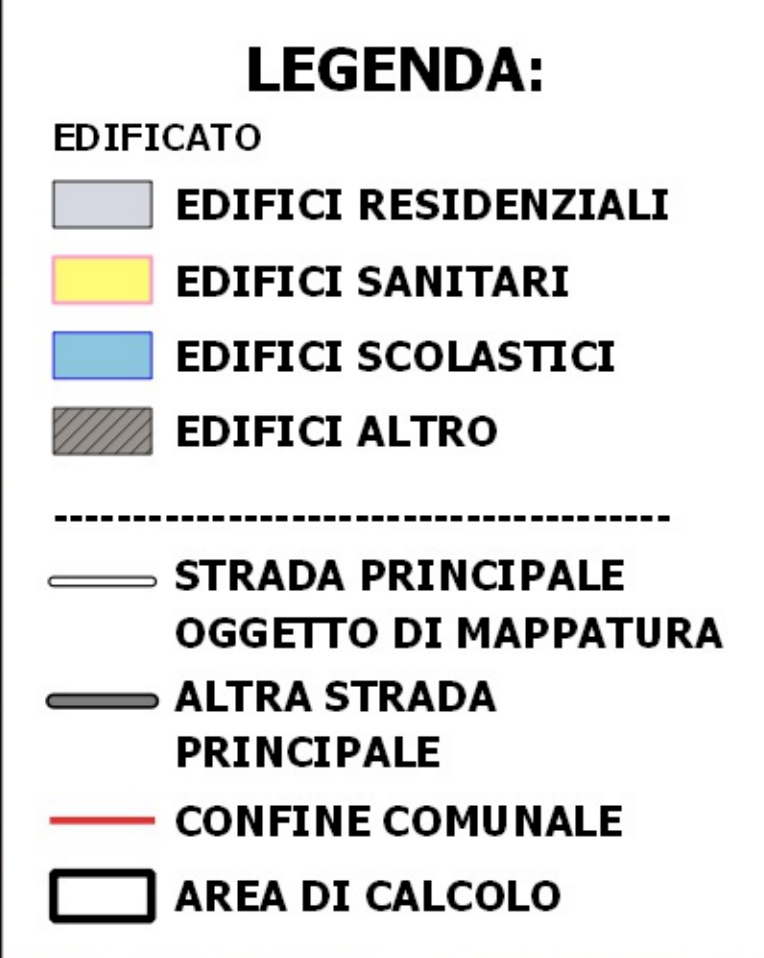 LEGENDA:
EDIFICATO
EDIFICI RESIDENZIALI
EDIFICI SANITARI
EDIFICI SCOLASTICI
EDIFICI ALTRO
---------------------------------------
STRADA PRINCIPALE
OGGETTO DI MAPPATURA
ALTRA STRADA
PRINCIPALE
CONFINE COMUNALE
AREA DI CALCOLO